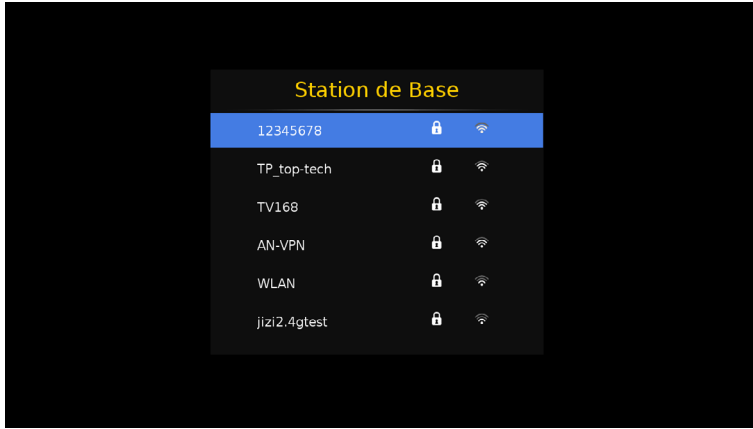 Station de Base
12345678
TP_top-tech
TV168
AN-VPN
WLAN
jizi2.4gtest